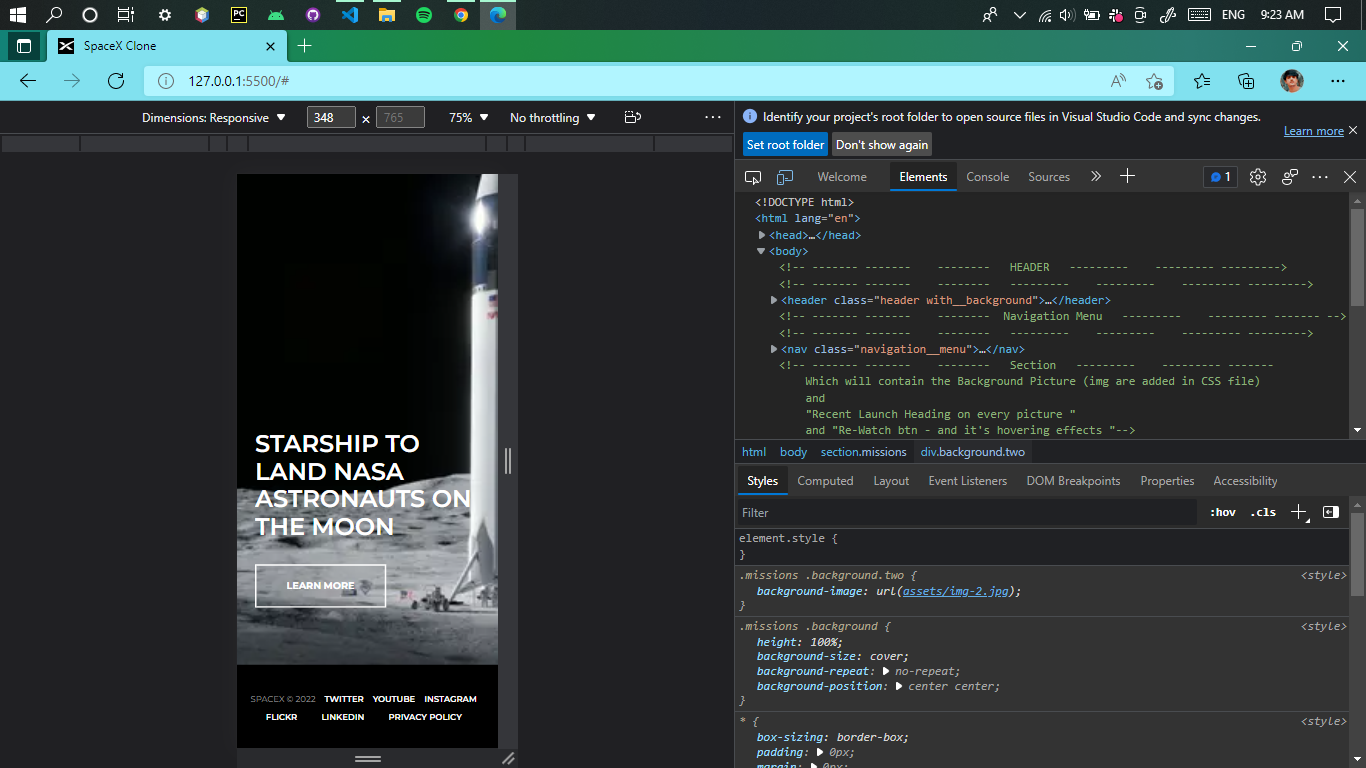 PC
ENG
9:23 AM
SpaceX Clone
127.0.0.1:5500/#
Dimensions: Responsive
348
x
765
75%
No throttling
Identify your project's root folder to open source files in Visual Studio Code and sync changes.
Learn more
Set root folder
Don't show again
Welcome
Elements
Console
Sources
1
<!DOCTYPE html>
<html lang="en">
<head>…</head>
<body>
<!-- ------- ------- -------- HEADER --------- --------- --------->
<!-- ------- ------- -------- --------- --------- --------- --------->
<header class="header with__background">…</header>
<!-- ------- ------- -------- Navigation Menu --------- --------- ------- -->
<!-- ------- ------- -------- --------- --------- --------- --------->
<nav class="navigation__menu">…</nav>
<!-- ------- ------- -------- Section --------- --------- -------
Which will contain the Background Picture (img are added in CSS file)
and
"Recent Launch Heading on every picture "
and "Re-Watch btn - and it's hovering effects "-->
html
body
section.missions
div.background.two
Styles
Computed
Layout
Event Listeners
DOM Breakpoints
Properties
Accessibility
Filter
:hov
.cls
element.style {
}
.missions .background.two {
<style>
background-image: url(assets/img-2.jpg);
}
.missions .background {
<style>
height: 100%;
background-size: cover;
background-repeat: no-repeat;
background-position: center center;
}
* {
<style>
box-sizing: border-box;
padding: 0px;
margin: 0px;
STARSHIP TO
LAND NASA
ASTRONAUTS ON
THE MOON
LEARN MORE
SPACEX © 2022 TWITTER YOUTUBE INSTAGRAM
FLICKR LINKEDIN PRIVACY POLICY